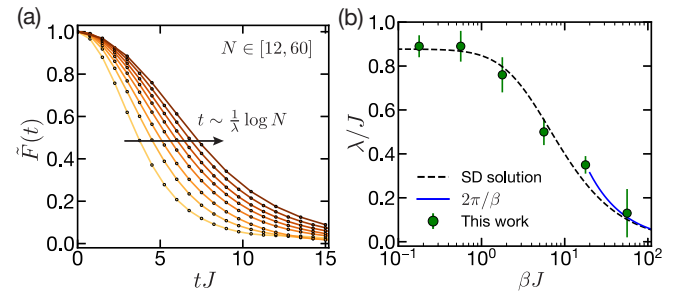 (a)
N ∈ [12, 60]
t ∼ 1/λ log N
F̃(t)
1.0
0.8
0.6
0.4
0.2
0.0
0 5 10 15
tJ
(b)
λ/J
1.0
0.8
0.6
0.4
0.2
0.0
SD solution
2π/β
This work
10⁻¹ 10⁰ 10¹ 10²
βJ